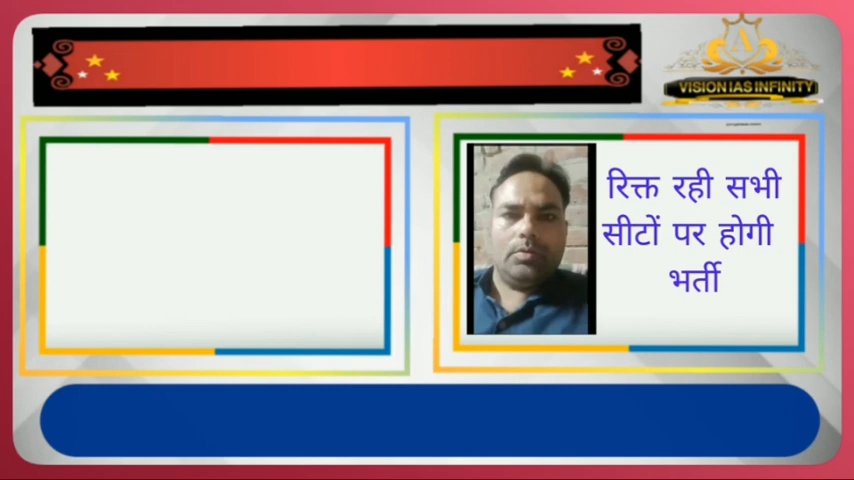 VISION IAS INFINITY
रिक्त रही सभी
सीटों पर होगी
भर्ती